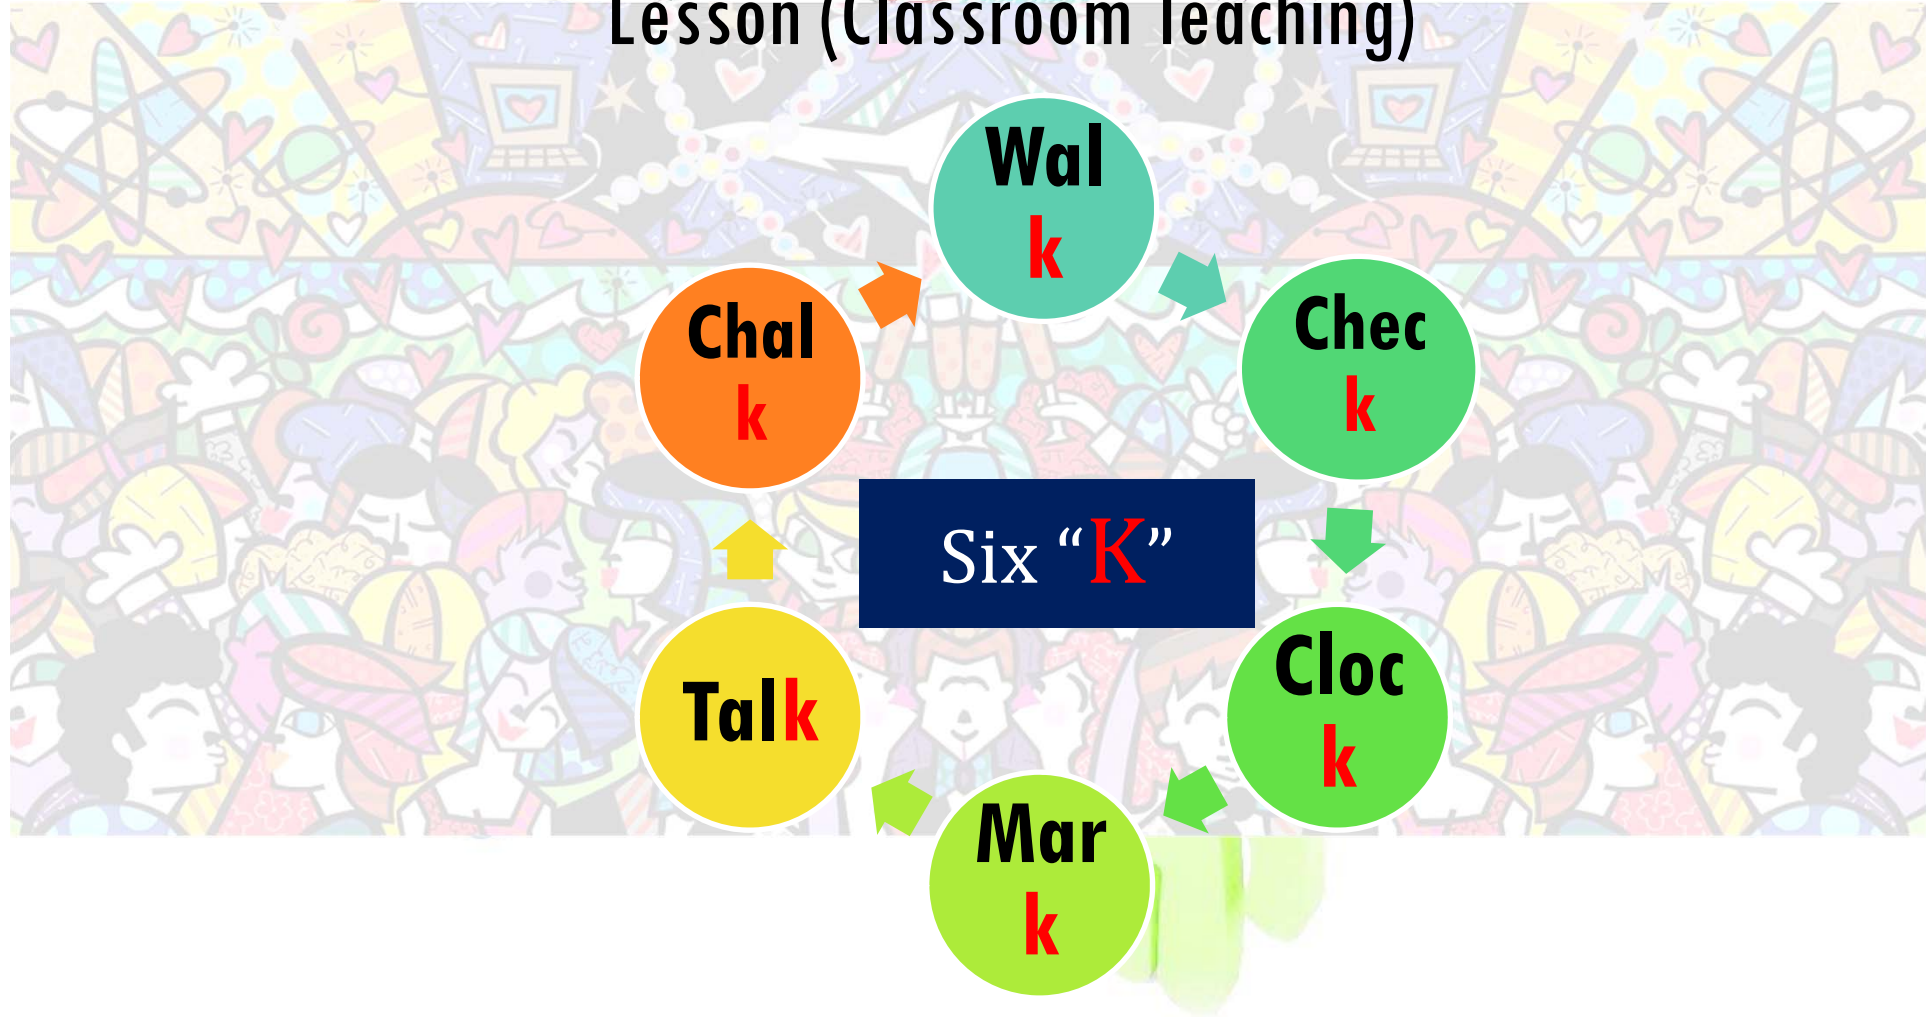 Lesson (Classroom Teaching)
Wal
k
Chec
k
Cloc
k
Mar
k
Talk
Chal
k
Six “K”